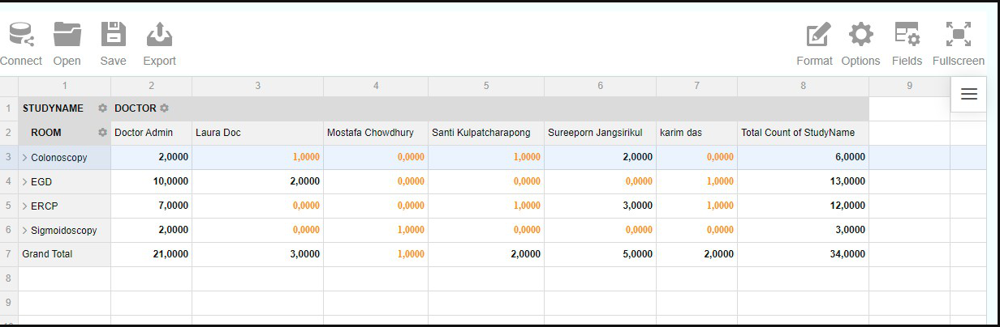 Connect Open Save Export Format Options Fields Fullscreen
1 2 3 4 5 6 7 8 9
1 STUDYNAME DOCTOR
2 ROOM Doctor Admin Laura Doc Mostafa Chowdhury Santi Kulpatcharapong Sureeporn Jangsirikul karim das Total Count of StudyName
3 Colonoscopy 2,0000 1,0000 0,0000 1,0000 2,0000 0,0000 6,0000
4 EGD 10,0000 2,0000 0,0000 0,0000 0,0000 1,0000 13,0000
5 ERCP 7,0000 0,0000 0,0000 1,0000 3,0000 1,0000 12,0000
6 Sigmoidoscopy 2,0000 0,0000 1,0000 0,0000 0,0000 0,0000 3,0000
7 Grand Total 21,0000 3,0000 1,0000 2,0000 5,0000 2,0000 34,0000
8
9